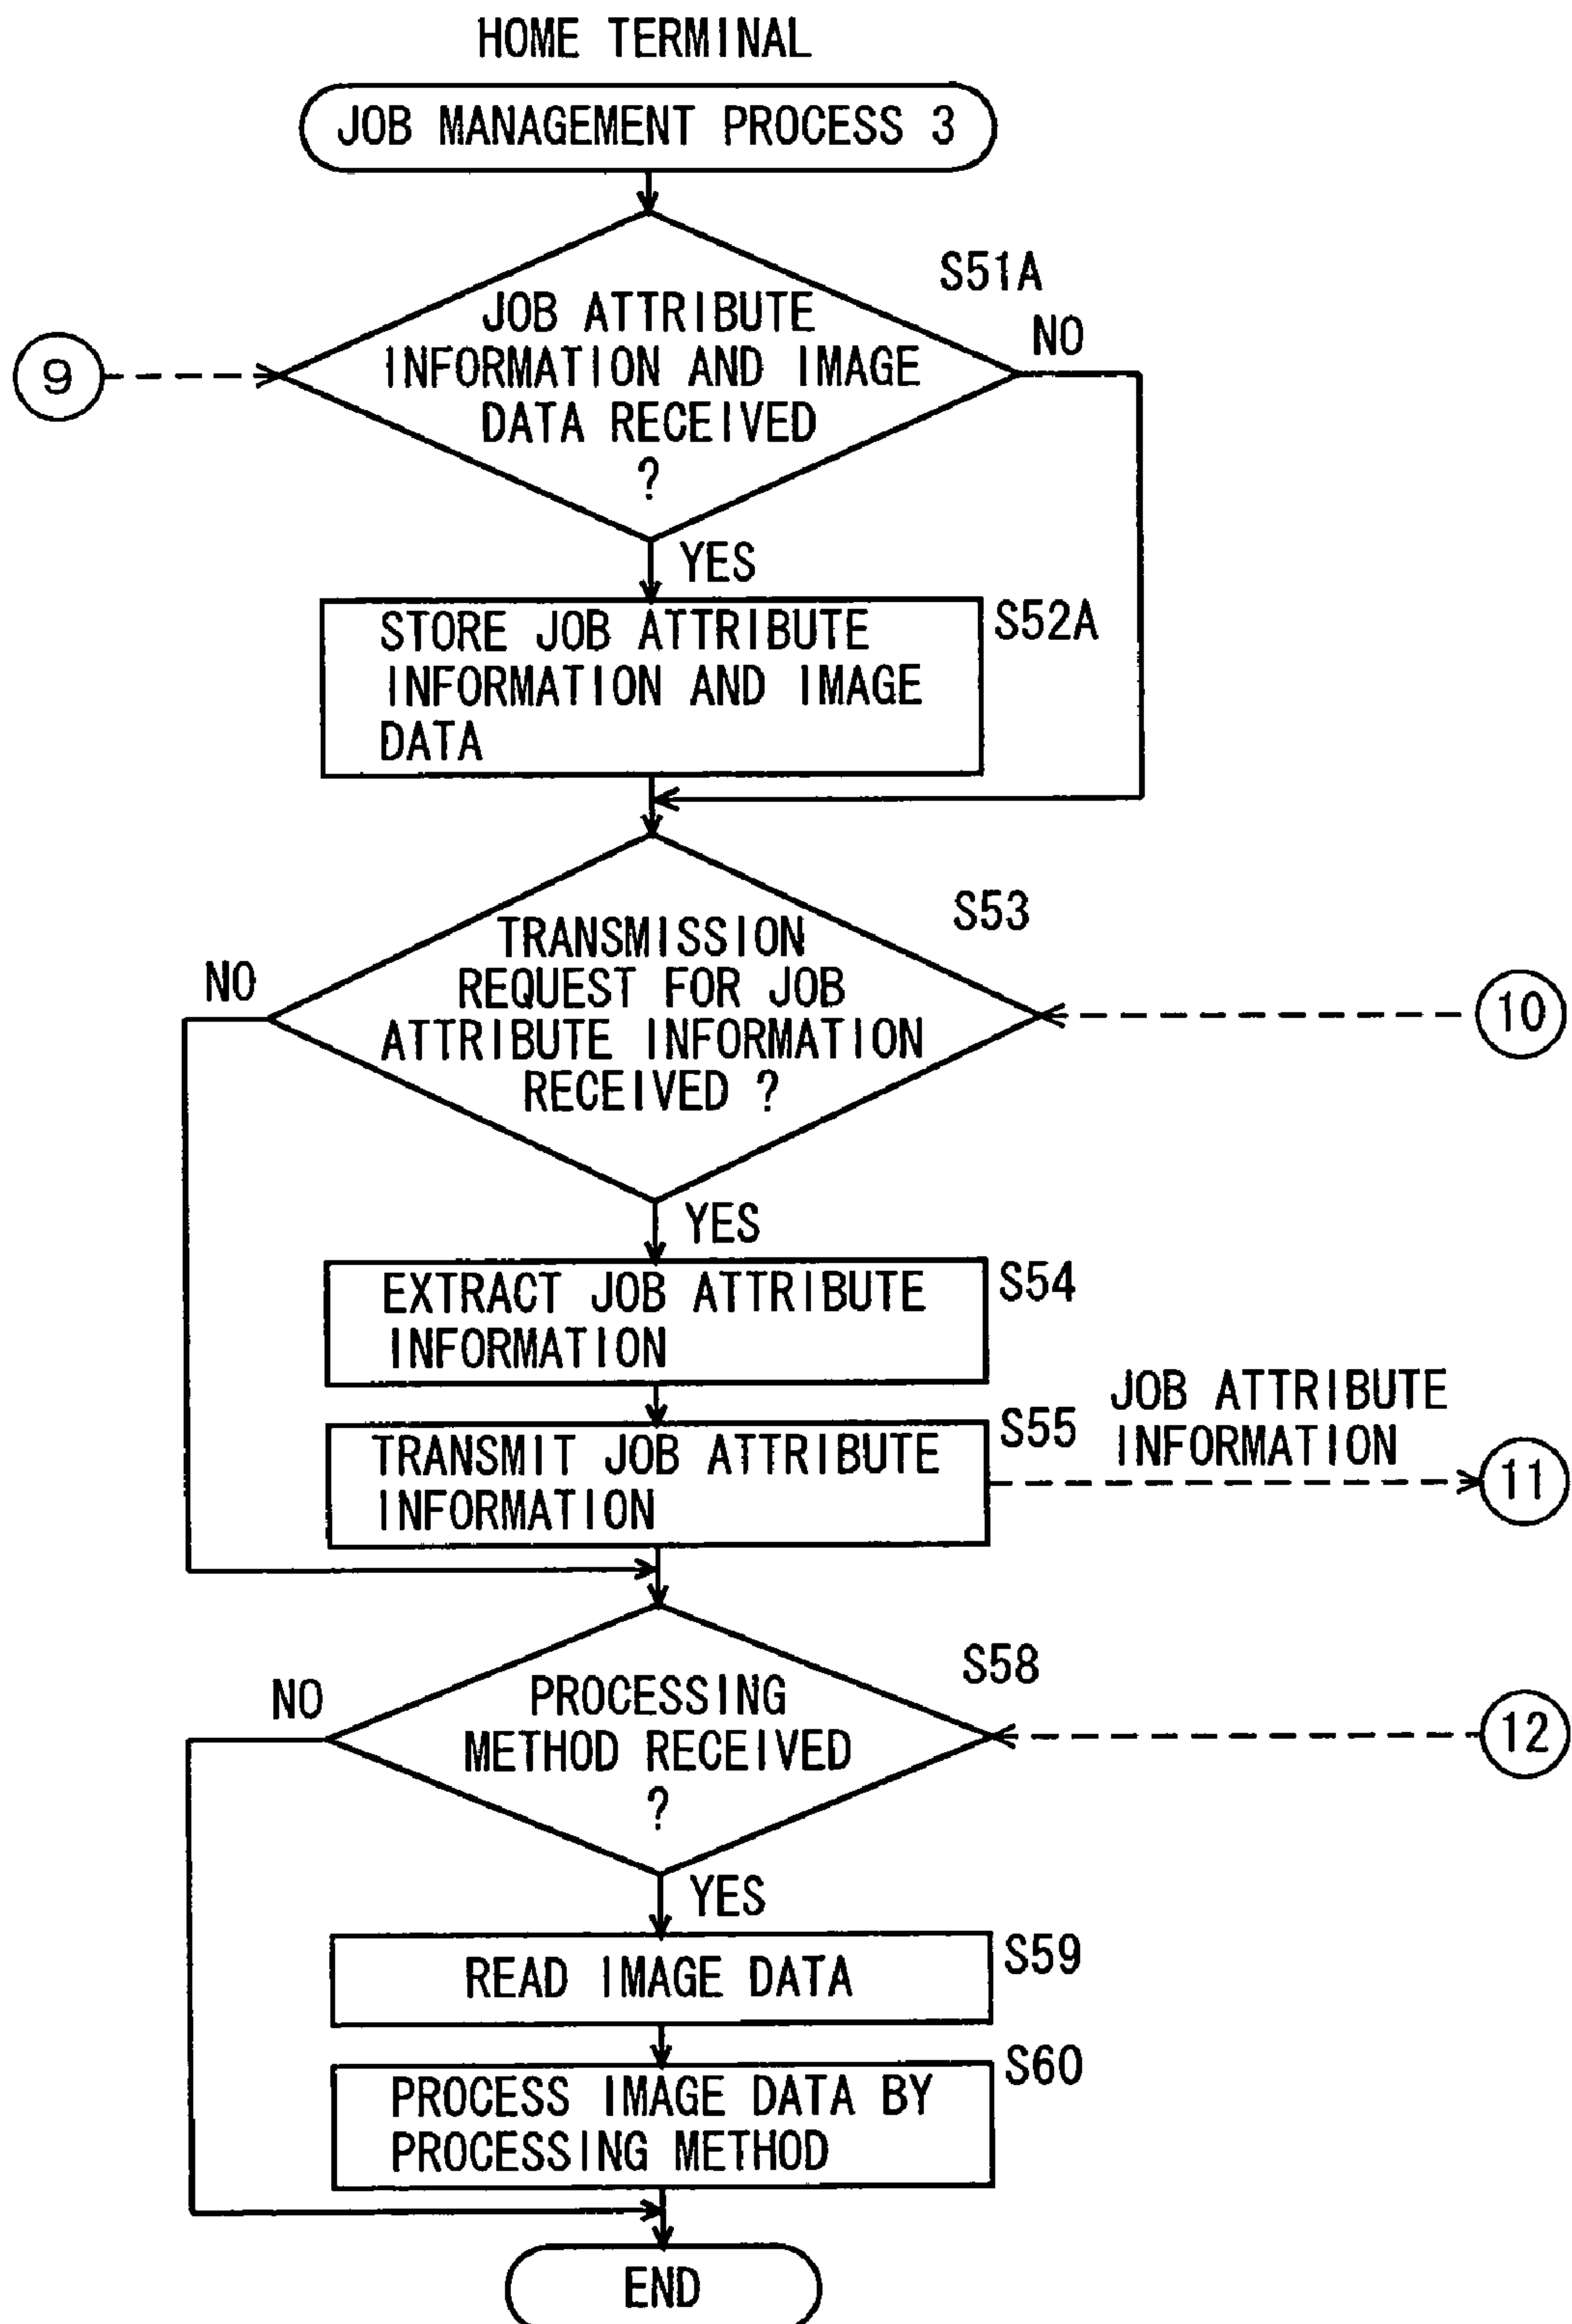 HOME TERMINAL
JOB MANAGEMENT PROCESS 3
S51A
JOB ATTRIBUTE
INFORMATION AND IMAGE
DATA RECEIVED
?
NO
9
YES
STORE JOB ATTRIBUTE
INFORMATION AND IMAGE
DATA
S52A
S53
TRANSMISSION
REQUEST FOR JOB
ATTRIBUTE INFORMATION
RECEIVED ?
NO
10
YES
EXTRACT JOB ATTRIBUTE
INFORMATION
S54
TRANSMIT JOB ATTRIBUTE
INFORMATION
S55
JOB ATTRIBUTE
INFORMATION
11
S58
PROCESSING
METHOD RECEIVED
?
NO
12
YES
READ IMAGE DATA
S59
PROCESS IMAGE DATA BY
PROCESSING METHOD
S60
END